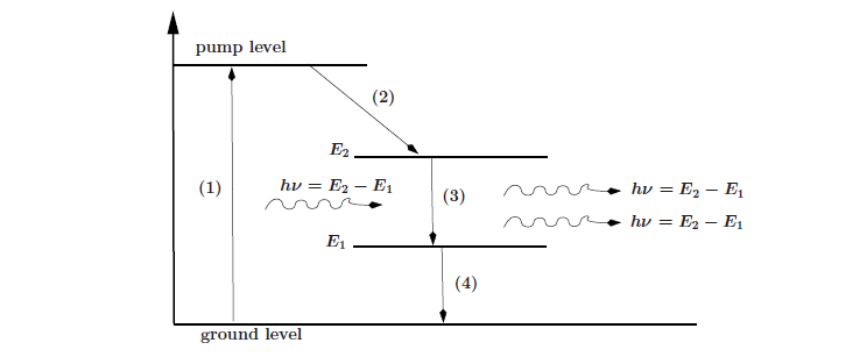 pump level
(2)
E₂
(1)
hν = E₂ − E₁
(3)
hν = E₂ − E₁
hν = E₂ − E₁
E₁
(4)
ground level